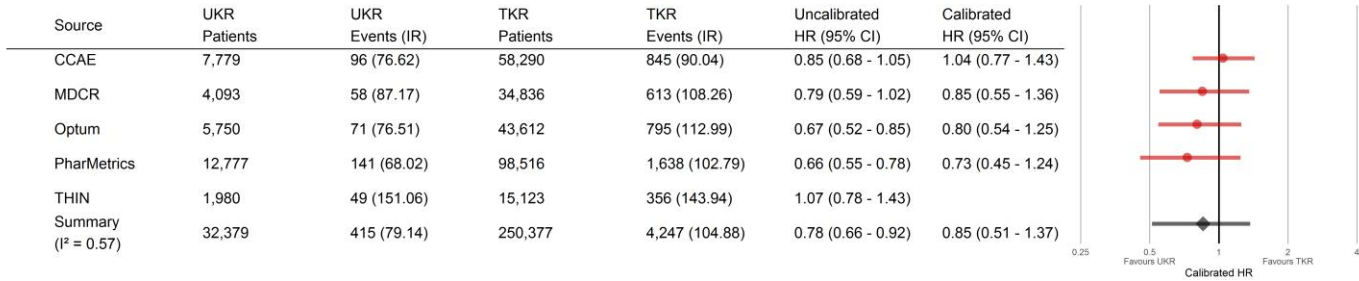 Source UKR Patients UKR Events (IR) TKR Patients TKR Events (IR) Uncalibrated HR (95% CI) Calibrated HR (95% CI)
CCAE 7,779 96 (76.62) 58,290 845 (90.04) 0.85 (0.68 - 1.05) 1.04 (0.77 - 1.43)
MDCR 4,093 58 (87.17) 34,836 613 (108.26) 0.79 (0.59 - 1.02) 0.85 (0.55 - 1.36)
Optum 5,750 71 (76.51) 43,612 795 (112.99) 0.67 (0.52 - 0.85) 0.80 (0.54 - 1.25)
PharMetrics 12,777 141 (68.02) 98,516 1,638 (102.79) 0.66 (0.55 - 0.78) 0.73 (0.45 - 1.24)
THIN 1,980 49 (151.06) 15,123 356 (143.94) 1.07 (0.78 - 1.43)
Summary (I² = 0.57) 32,379 415 (79.14) 250,377 4,247 (104.88) 0.78 (0.66 - 0.92) 0.85 (0.51 - 1.37)
0.25 0.5 1 2 4
Favours UKR Favours TKR
Calibrated HR